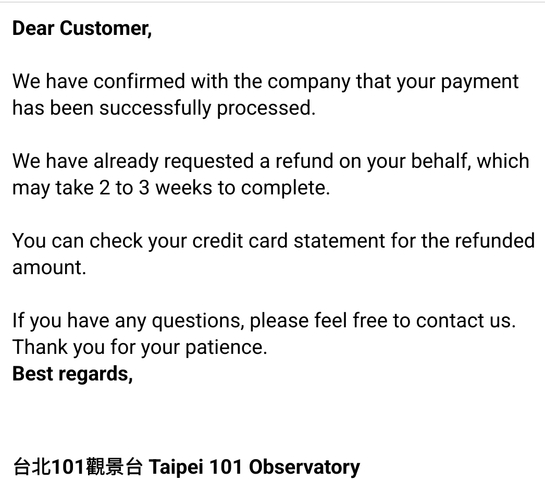 Dear Customer,
We have confirmed with the company that your payment
has been successfully processed.
We have already requested a refund on your behalf, which
may take 2 to 3 weeks to complete.
You can check your credit card statement for the refunded
amount.
If you have any questions, please feel free to contact us.
Thank you for your patience.
Best regards,
台北101觀景台 Taipei 101 Observatory